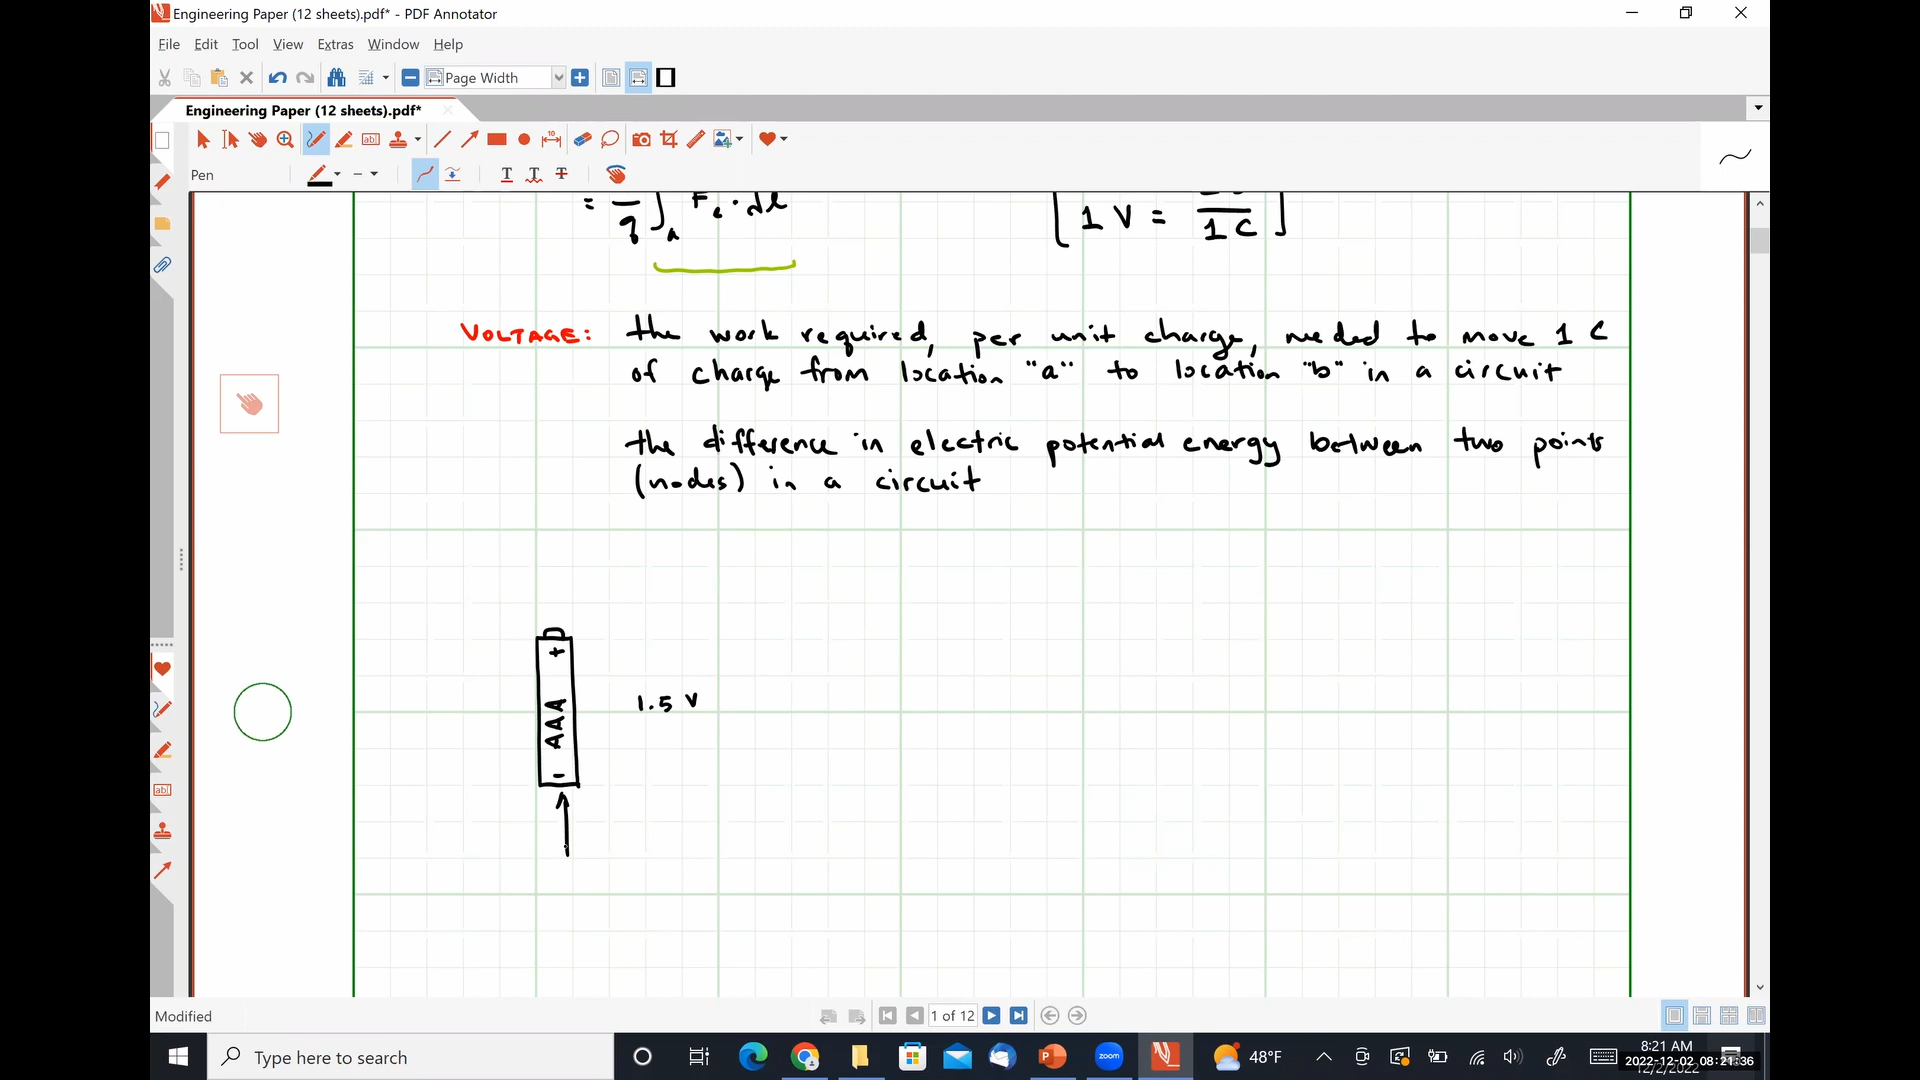 Engineering Paper (12 sheets).pdf* - PDF Annotator
File Edit Tool View Extras Window Help
Page Width
Engineering Paper (12 sheets).pdf*
Pen
= q ∫ a F · dl
[ 1 V = 1 C ]
VOLTAGE: the work required, per unit charge, needed to move 1 C
of charge from location "a" to location "b" in a circuit
the difference in electric potential energy between two points
(nodes) in a circuit
+
AAA
-
1.5 V
Modified
1 of 12
Type here to search
zoom
48°F
8:21 AM
2022-12-02 08:21:36